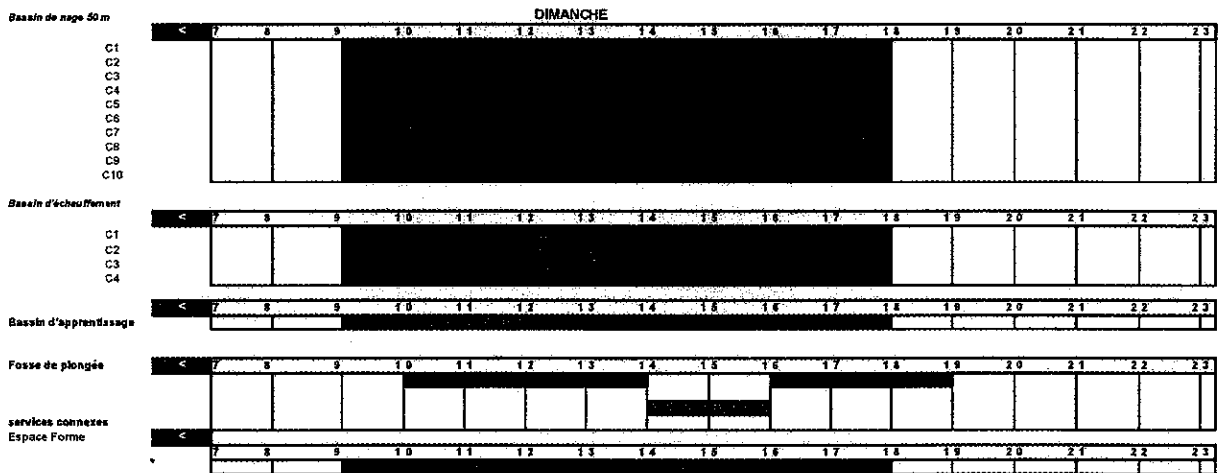 Bassin de nage 50 m
DIMANCHE
< 7 8 9 10 11 12 13 14 15 16 17 18 19 20 21 22 23
C1
C2
C3
C4
C5
C6
C7
C8
C9
C10
Bassin d'échauffement
< 7 8 9 10 11 12 13 14 15 16 17 18 19 20 21 22 23
C1
C2
C3
C4
< 7 8 9 10 11 12 13 14 15 16 17 18 19 20 21 22 23
Bassin d'apprentissage
Fosse de plongée < 7 8 9 10 11 12 13 14 15 16 17 18 19 20 21 22 23
services connexes
Espace Forme <
7 8 9 10 11 12 13 14 15 16 17 18 19 20 21 22 23